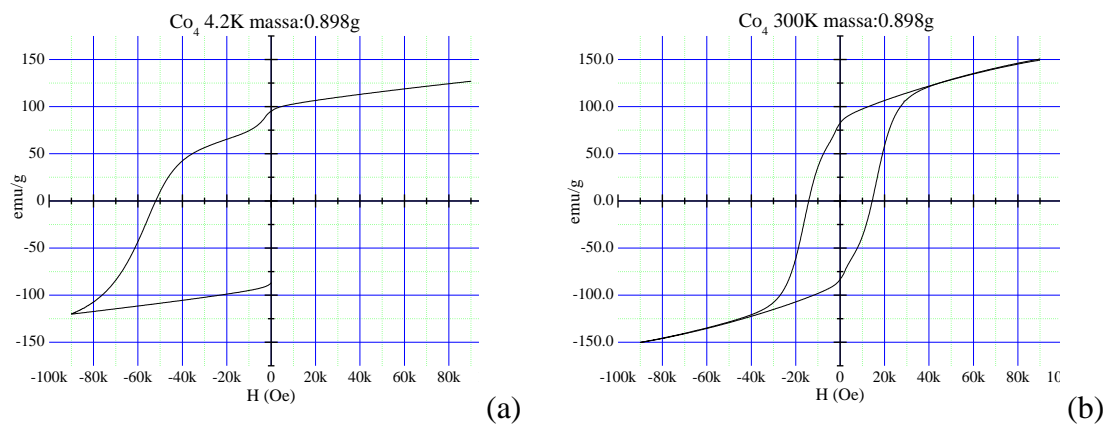 Co4 4.2K massa:0.898g
150
100
50
0
-50
-100
-150
emu/g
-100k -80k -60k -40k -20k 0 20k 40k 60k 80k
H (Oe)
(a)
Co4 300K massa:0.898g
150.0
100.0
50.0
0.0
-50.0
-100.0
-150.0
emu/g
-100k -80k -60k -40k -20k 0 20k 40k 60k 80k 10
H (Oe)
(b)